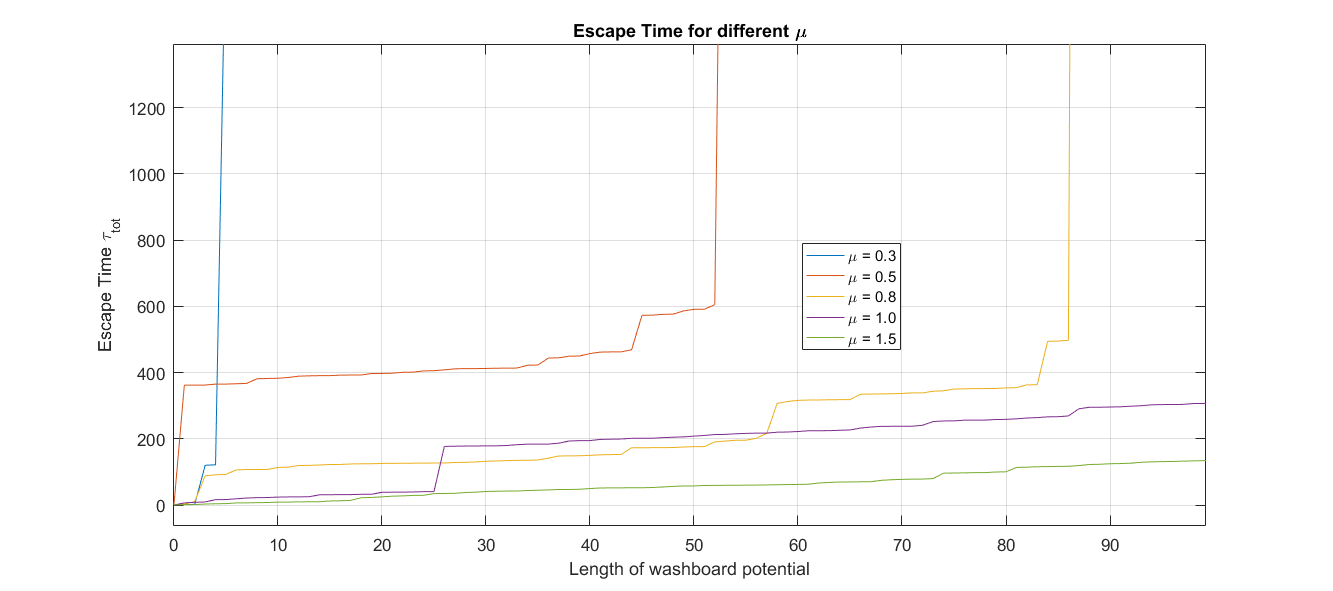 Escape Time for different μ
Escape Time τtot
1200
1000
800
600
400
200
0
μ = 0.3
μ = 0.5
μ = 0.8
μ = 1.0
μ = 1.5
0 10 20 30 40 50 60 70 80 90
Length of washboard potential